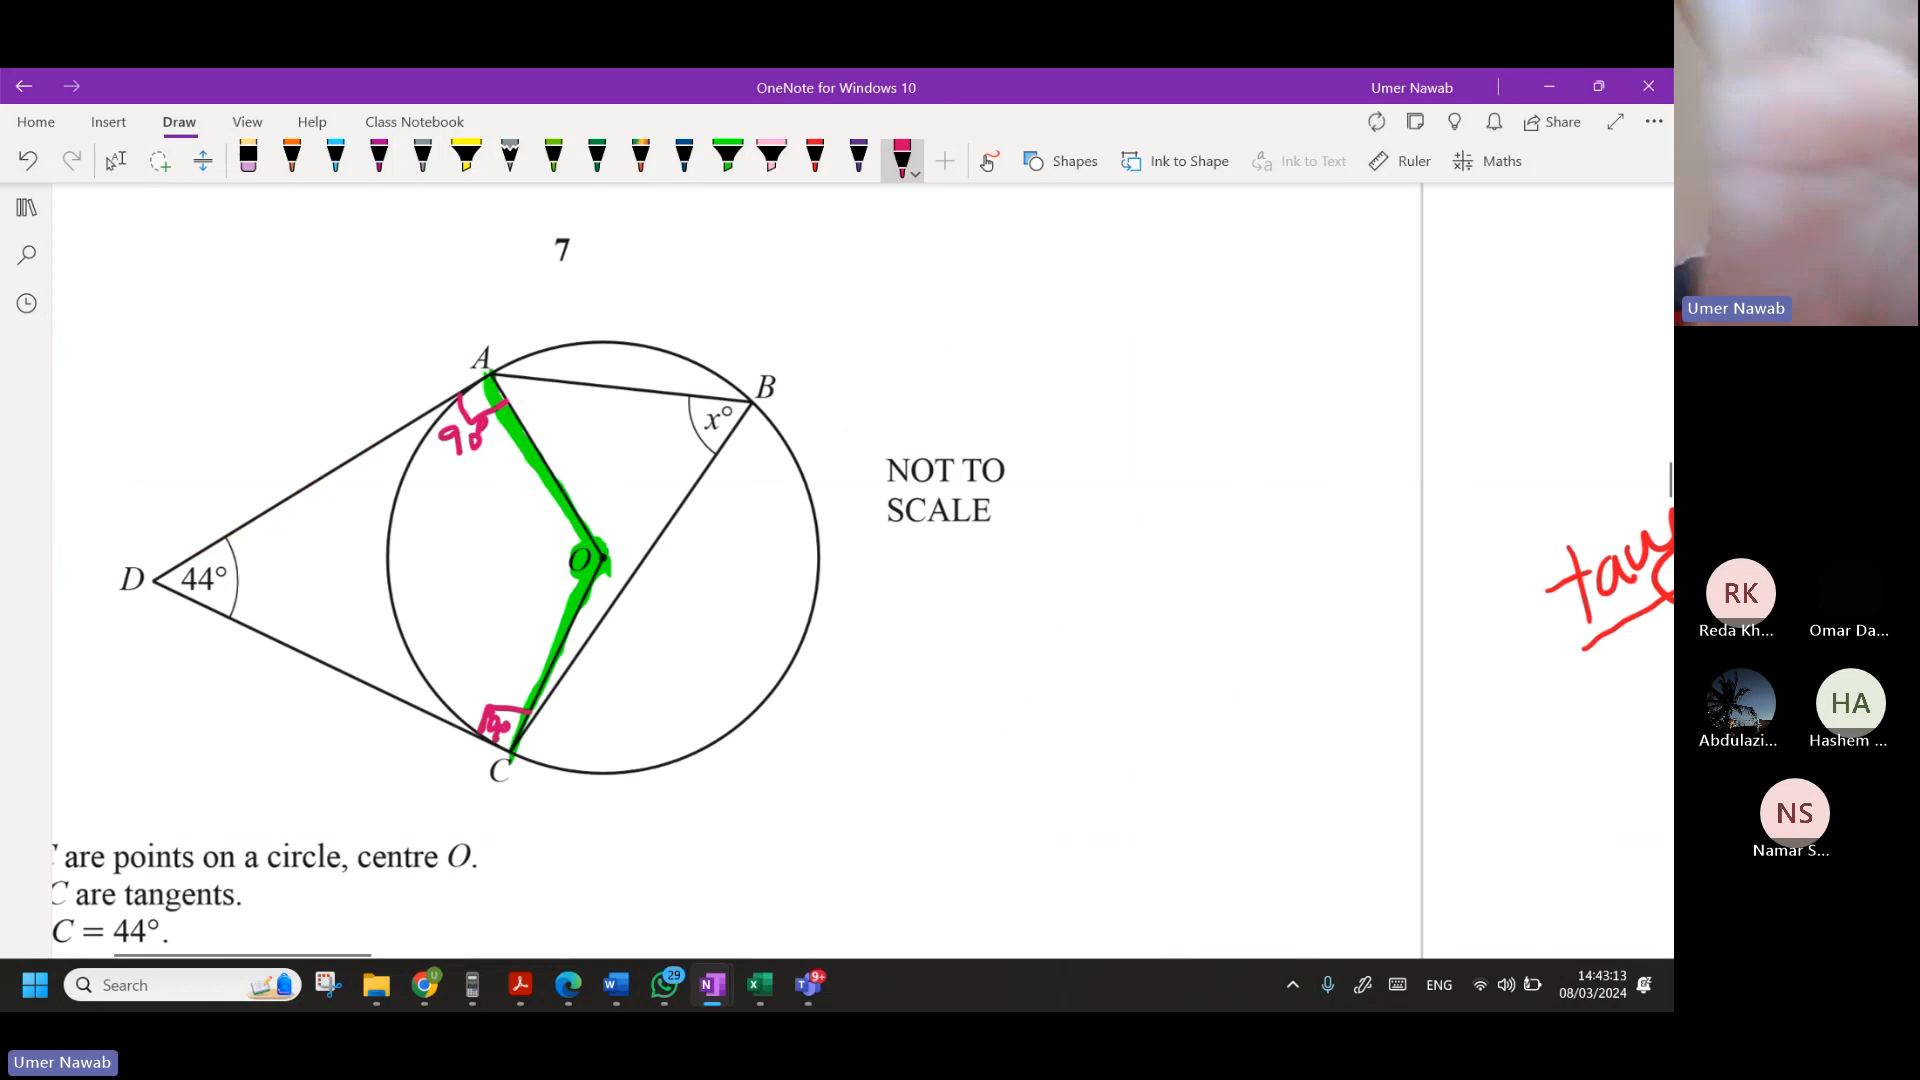 OneNote for Windows 10
Umer Nawab
Home
Insert
Draw
View
Help
Class Notebook
Share
Shapes
Ink to Shape
Ink to Text
Ruler
Maths
Umer Nawab
7
A
B
90
x°
NOT TO
SCALE
O
D
44°
90
C
RK
Reda Kh...
Omar Da...
HA
Abdulazi...
Hashem ...
NS
Namar S...
are points on a circle, centre O.
C are tangents.
C = 44°.
Search
U
29
9+
ENG
14:43:13
08/03/2024
Umer Nawab